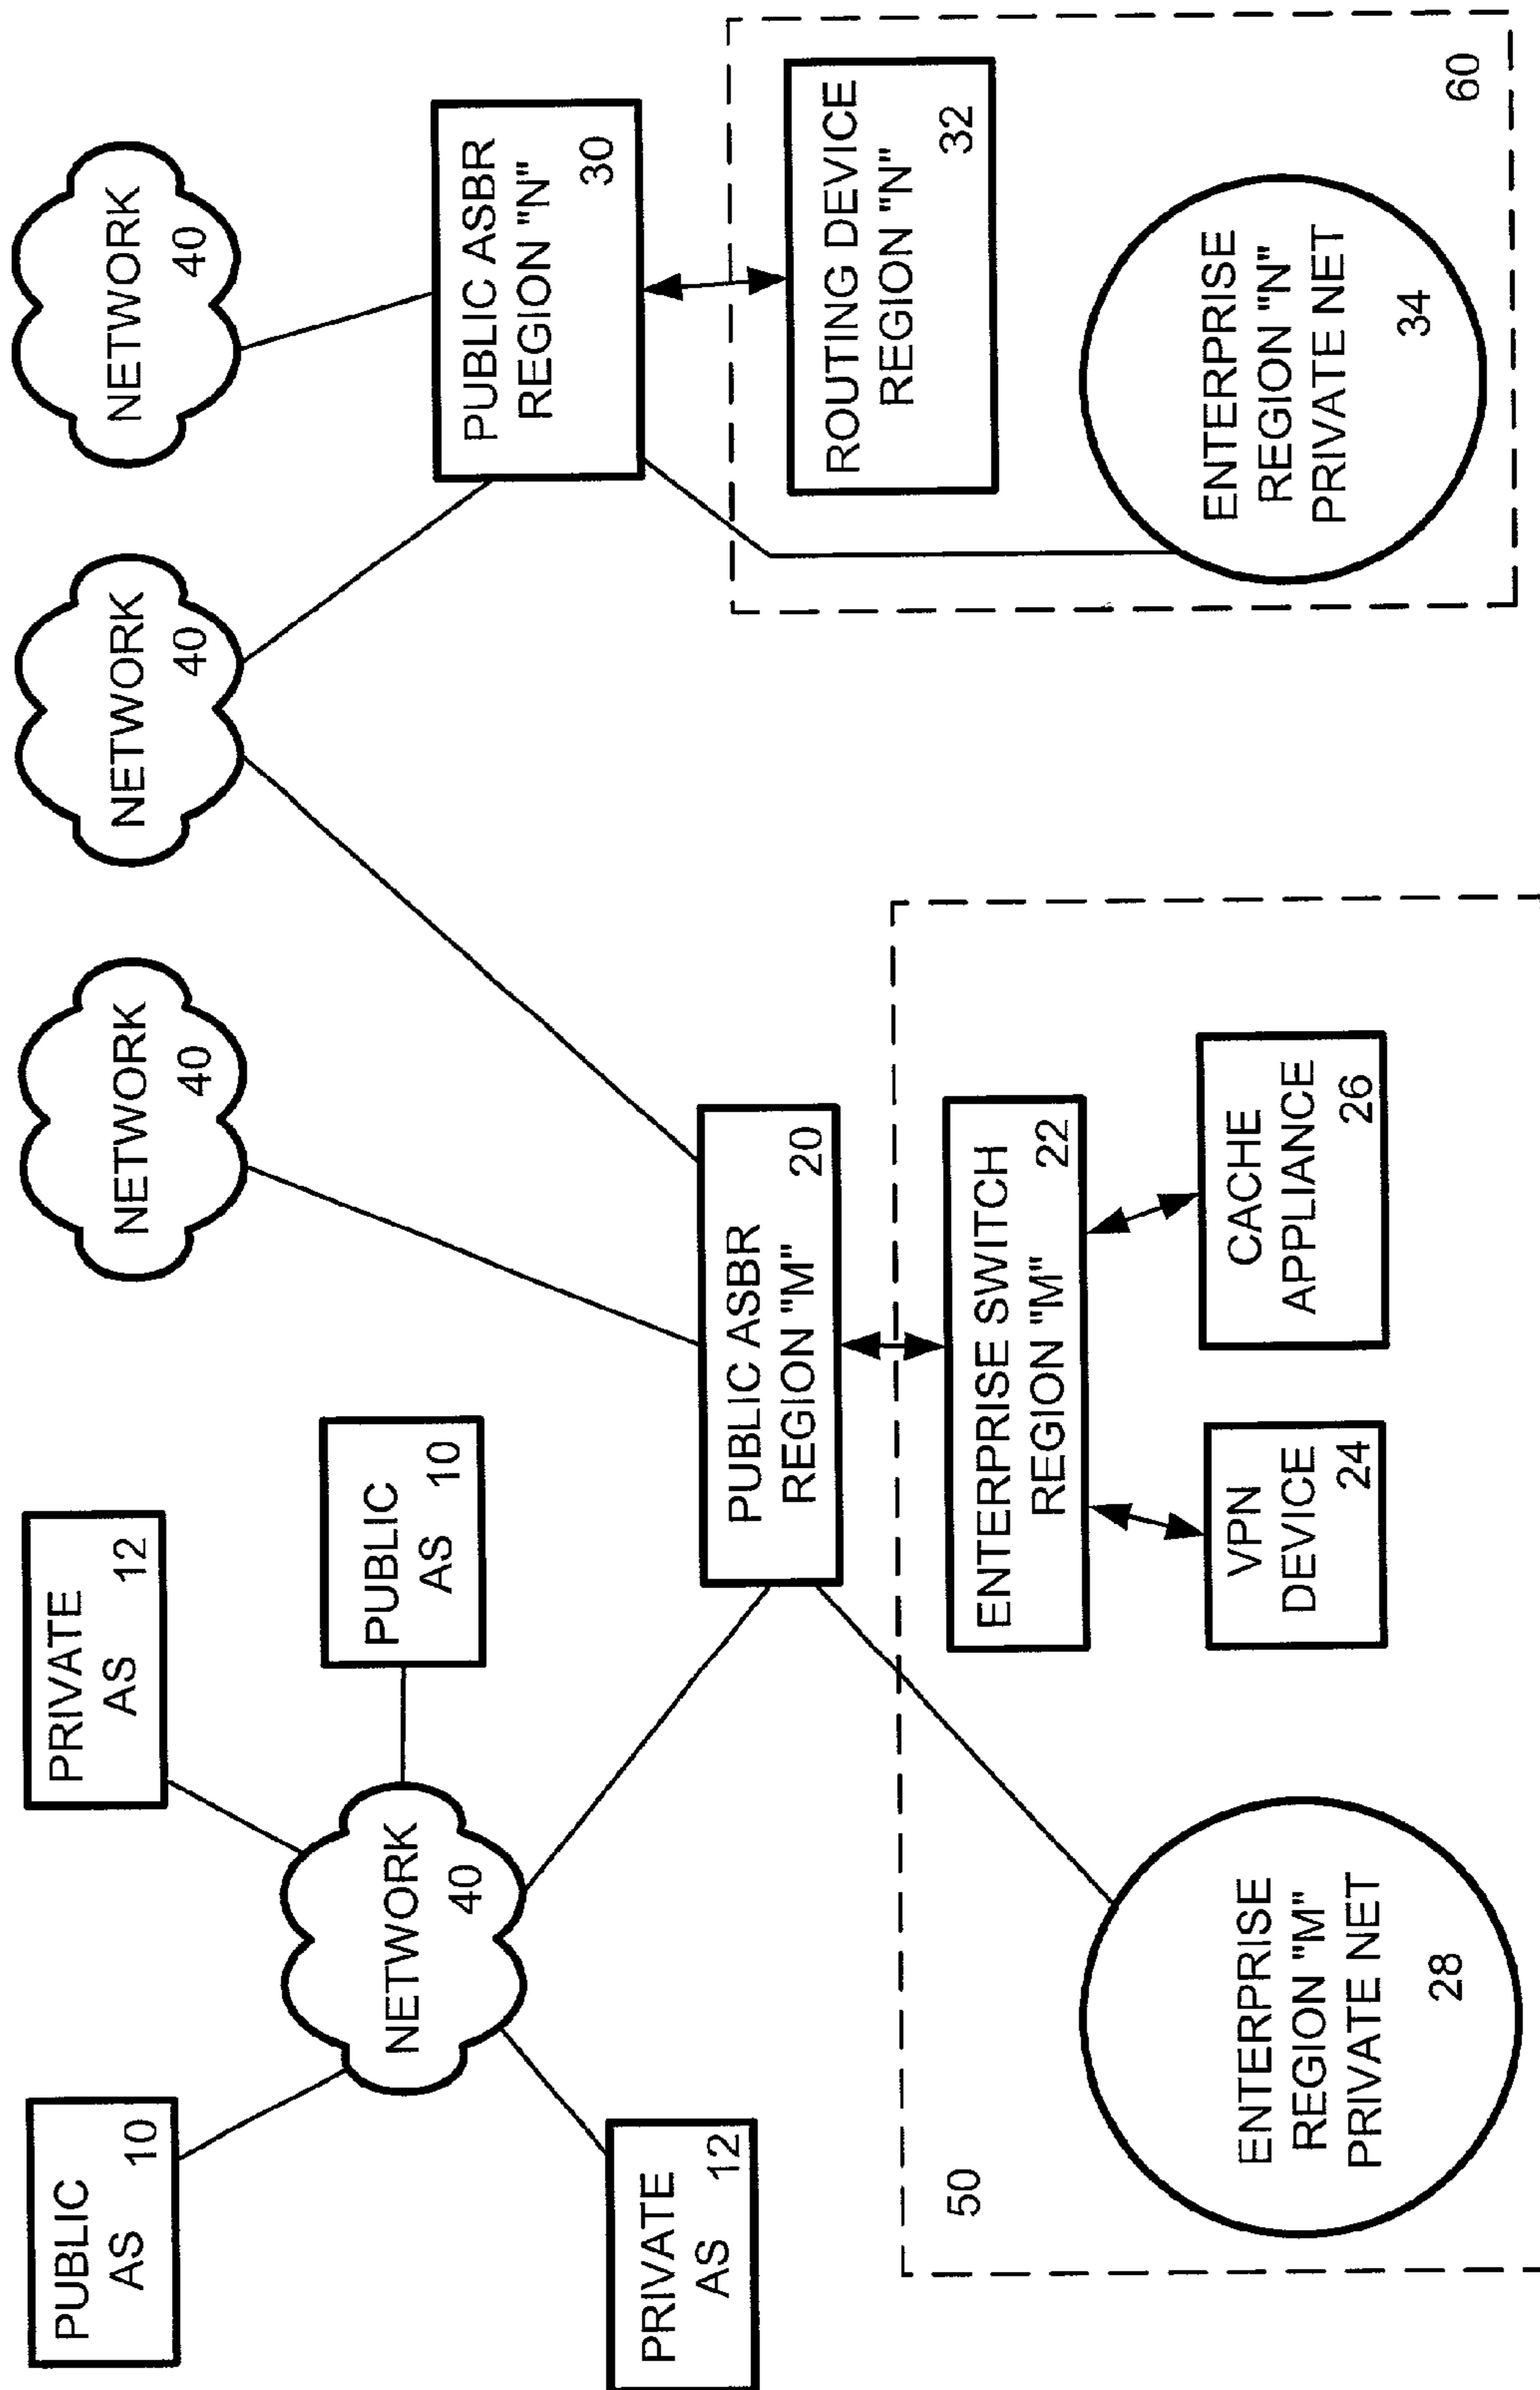 PUBLIC
AS 10
PRIVATE
AS 12
PRIVATE
AS 12
PUBLIC
AS 10
NETWORK
40
NETWORK
40
NETWORK
40
NETWORK
40
PUBLIC ASBR
REGION "M" 20
PUBLIC ASBR
REGION "N"
30
50
ENTERPRISE SWITCH
REGION "M" 22
VPN
DEVICE 24
CACHE
APPLIANCE 26
ENTERPRISE
REGION "M"
PRIVATE NET
28
ROUTING DEVICE
REGION "N"
32
ENTERPRISE
REGION "N"
PRIVATE NET
34
60